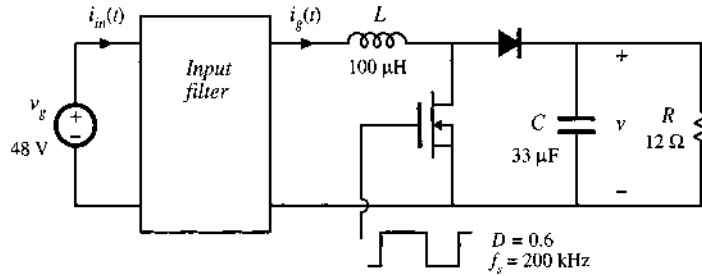 i_in(t)
i_g(t)
L
100 μH
Input
filter
v_g
+
−
48 V
C
33 μF
+
v
−
R
12 Ω
D = 0.6
f_s = 200 kHz